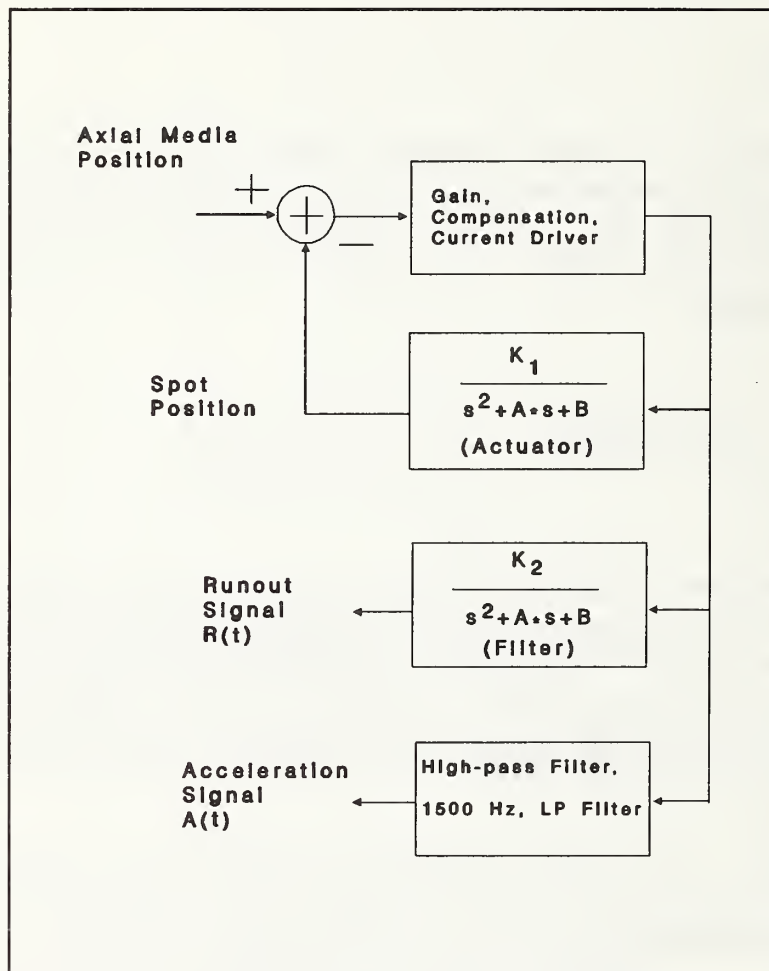 Axial Media
Position
+
+
−
Gain,
Compensation,
Current Driver
Spot
Position
K₁
s²+A*s+B
(Actuator)
Runout
Signal
R(t)
K₂
s²+A*s+B
(Filter)
Acceleration
Signal
A(t)
High-pass Filter,
1500 Hz, LP Filter